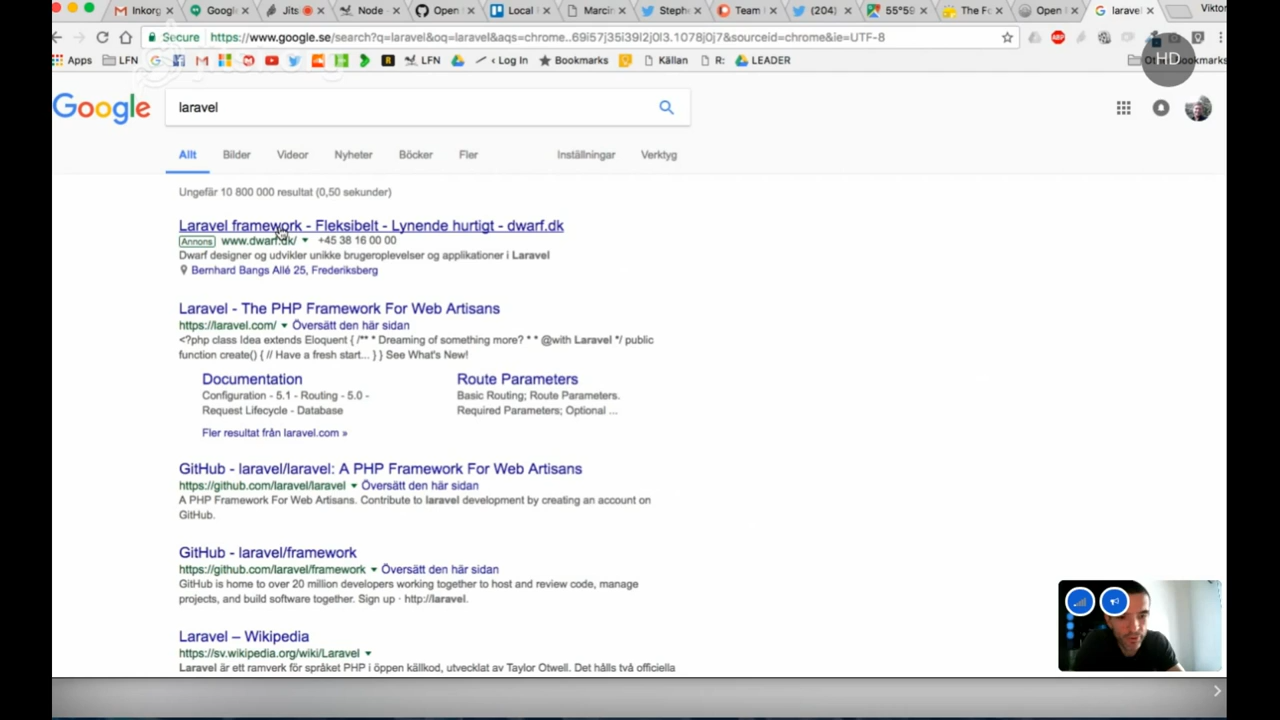 Inkorg
Google
Jits
Node -
Open
Local
Marcin
Steph
Team
(204)
55°59
The Fo
Open
laravel
Viktor
Secure
https://www.google.se/search?q=laravel&oq=laravel&aqs=chrome..69i57j35i39l2j0l3.1078j0j7&sourceid=chrome&ie=UTF-8
Apps
LFN
LFN
‹ Log In
Bookmarks
Källan
R:
LEADER
HD
Google
laravel
Allt
Bilder
Videor
Nyheter
Böcker
Fler
Inställningar
Verktyg
Ungefär 10 800 000 resultat (0,50 sekunder)
Laravel framework - Fleksibelt - Lynende hurtigt - dwarf.dk
Annons www.dwarf.dk/ +45 38 16 00 00
Dwarf designer og udvikler unikke brugeroplevelser og applikationer i Laravel
Bernhard Bangs Allé 25, Frederiksberg
Laravel - The PHP Framework For Web Artisans
https://laravel.com/ Översätt den här sidan
<?php class Idea extends Eloquent { /** * Dreaming of something more? * * @with Laravel */ public
function create() { // Have a fresh start... } } See What's New!
Documentation
Configuration - 5.1 - Routing - 5.0 -
Request Lifecycle - Database
Route Parameters
Basic Routing; Route Parameters.
Required Parameters; Optional ...
Fler resultat från laravel.com »
GitHub - laravel/laravel: A PHP Framework For Web Artisans
https://github.com/laravel/laravel Översätt den här sidan
A PHP Framework For Web Artisans. Contribute to laravel development by creating an account on
GitHub.
GitHub - laravel/framework
https://github.com/laravel/framework Översätt den här sidan
GitHub is home to over 20 million developers working together to host and review code, manage
projects, and build software together. Sign up · http://laravel.
Laravel – Wikipedia
https://sv.wikipedia.org/wiki/Laravel
Laravel är ett ramverk för språket PHP i öppen källkod, utvecklat av Taylor Otwell. Det hålls två officiella